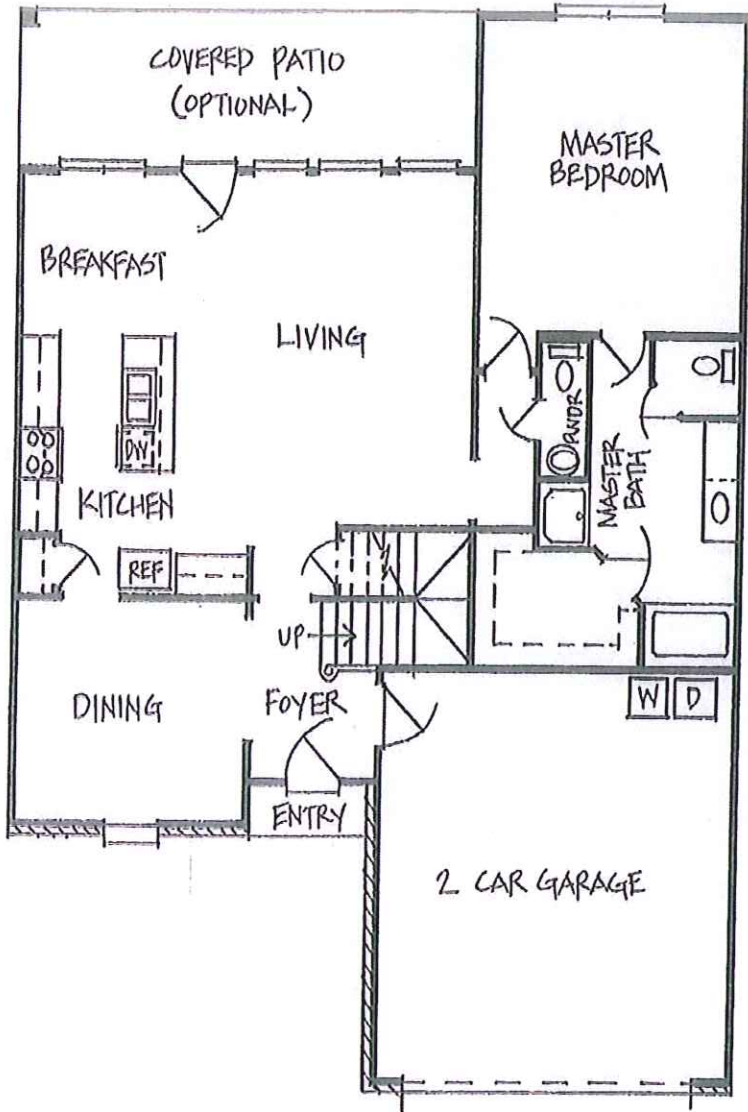 COVERED PATIO
(OPTIONAL)
MASTER
BEDROOM
BREAKFAST
LIVING
PWDR
MASTER
BATH
DW
KITCHEN
REF
UP
DINING
FOYER
W D
ENTRY
2 CAR GARAGE